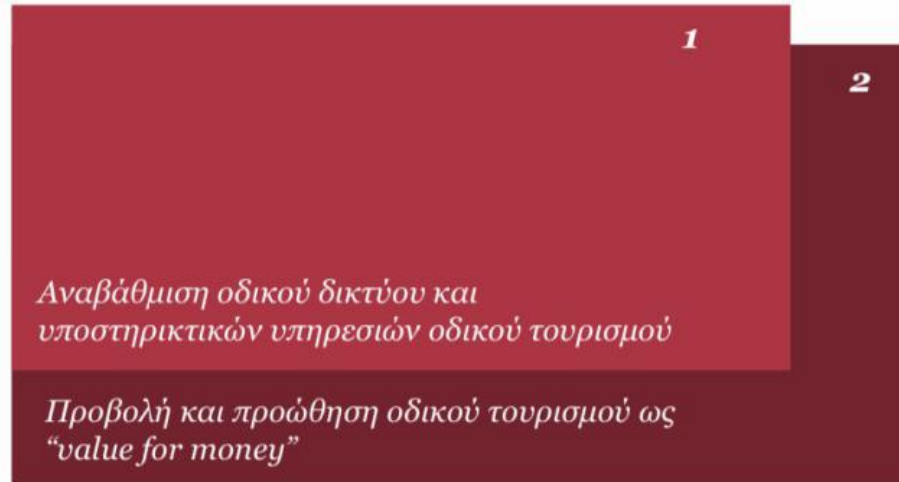 1
2
Αναβάθμιση οδικού δικτύου και
υποστηρικτικών υπηρεσιών οδικού τουρισμού
Προβολή και προώθηση οδικού τουρισμού ως
“value for money”